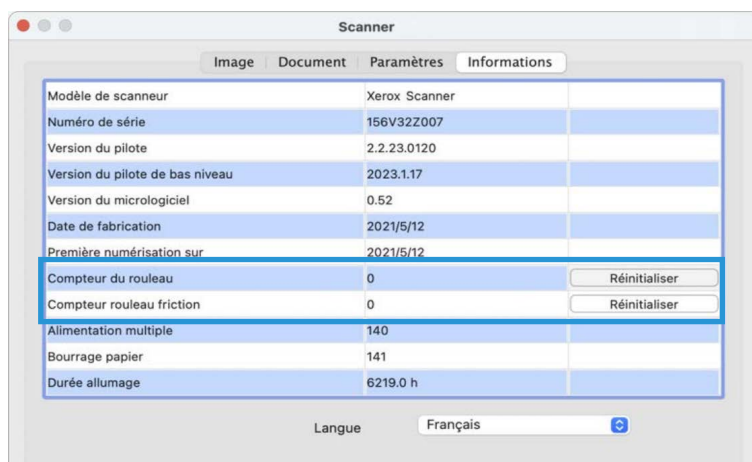 Scanner
Image Document Paramètres Informations
Modèle de scanneur Xerox Scanner
Numéro de série 156V32Z007
Version du pilote 2.2.23.0120
Version du pilote de bas niveau 2023.1.17
Version du micrologiciel 0.52
Date de fabrication 2021/5/12
Première numérisation sur 2021/5/12
Compteur du rouleau 0 Réinitialiser
Compteur rouleau friction 0 Réinitialiser
Alimentation multiple 140
Bourrage papier 141
Durée allumage 6219.0 h
Langue Français